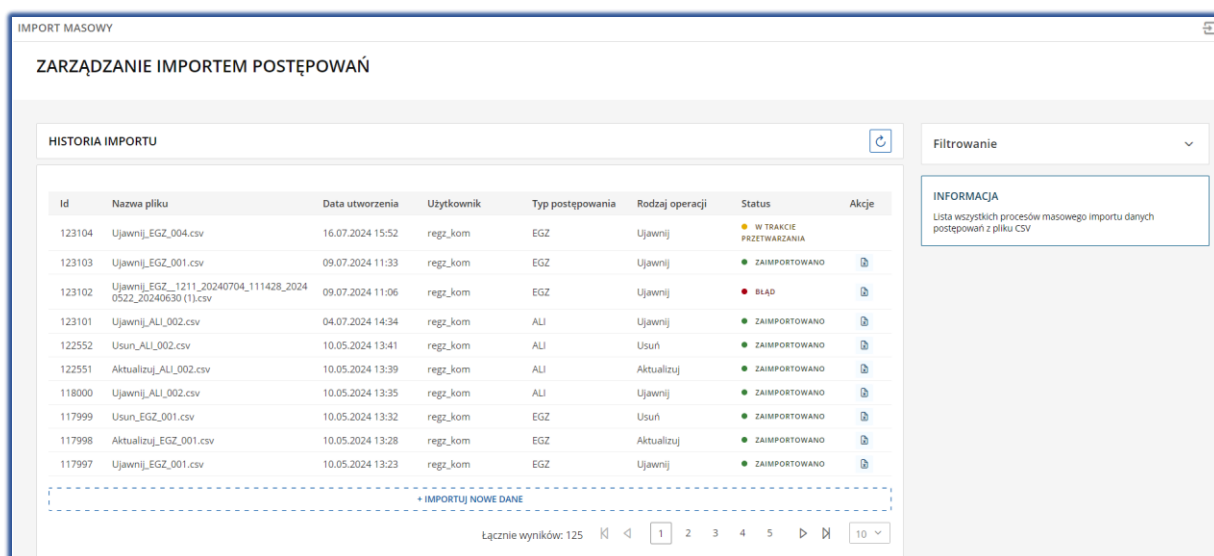 IMPORT MASOWY
ZARZĄDZANIE IMPORTEM POSTĘPOWAŃ
HISTORIA IMPORTU
Filtrowanie
INFORMACJA
Lista wszystkich procesów masowego importu danych
postępowań z pliku CSV
Id Nazwa pliku Data utworzenia Użytkownik Typ postępowania Rodzaj operacji Status Akcje
123104 Ujawnij_EGZ_004.csv 16.07.2024 15:52 regz_kom EGZ Ujawnij W TRAKCIE
PRZETWARZANIA
123103 Ujawnij_EGZ_001.csv 09.07.2024 11:33 regz_kom EGZ Ujawnij ZAIMPORTOWANO
123102 Ujawnij_EGZ__1211_20240704_111428_2024 09.07.2024 11:06 regz_kom EGZ Ujawnij BŁĄD
0522_20240630 (1).csv
123101 Ujawnij_ALI_002.csv 04.07.2024 14:34 regz_kom ALI Ujawnij ZAIMPORTOWANO
122552 Usun_ALI_002.csv 10.05.2024 13:41 regz_kom ALI Usuń ZAIMPORTOWANO
122551 Aktualizuj_ALI_002.csv 10.05.2024 13:39 regz_kom ALI Aktualizuj ZAIMPORTOWANO
118000 Ujawnij_ALI_002.csv 10.05.2024 13:35 regz_kom ALI Ujawnij ZAIMPORTOWANO
117999 Usun_EGZ_001.csv 10.05.2024 13:32 regz_kom EGZ Usuń ZAIMPORTOWANO
117998 Aktualizuj_EGZ_001.csv 10.05.2024 13:28 regz_kom EGZ Aktualizuj ZAIMPORTOWANO
117997 Ujawnij_EGZ_001.csv 10.05.2024 13:23 regz_kom EGZ Ujawnij ZAIMPORTOWANO
+ IMPORTUJ NOWE DANE
Łącznie wyników: 125 1 2 3 4 5 10